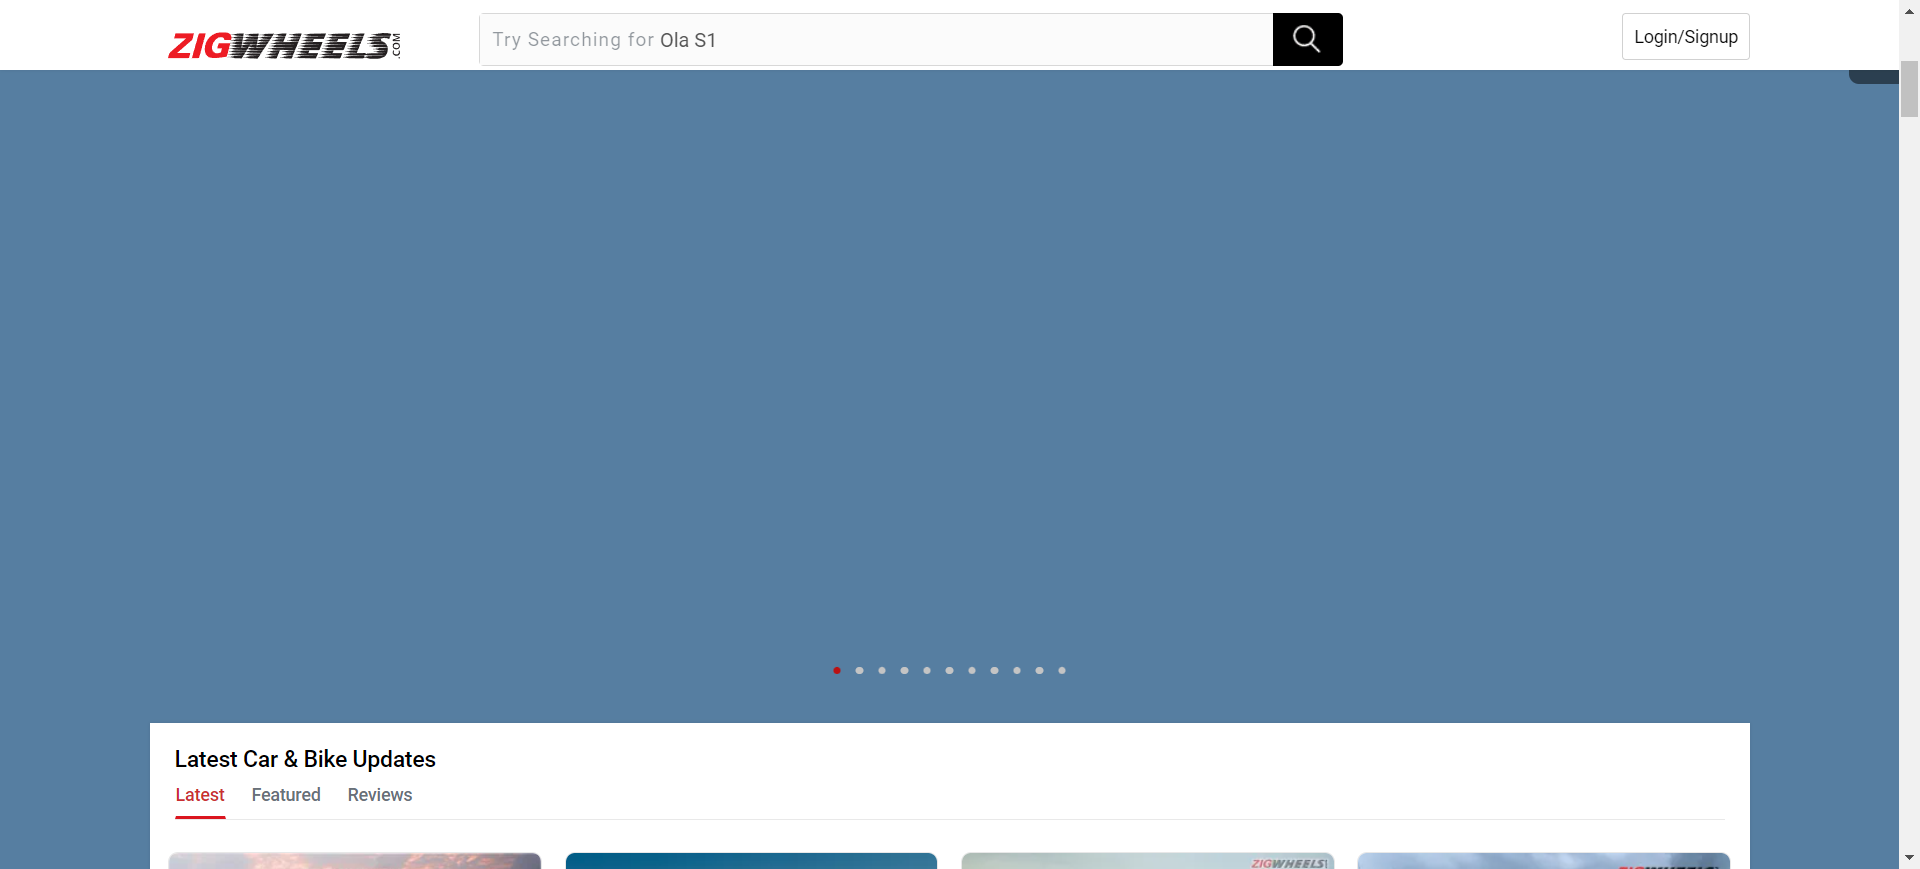 ZIGWHEELS.COM
Try Searching for Ola S1
Login/Signup
Latest Car & Bike Updates
Latest Featured Reviews
ZIGWHEELS